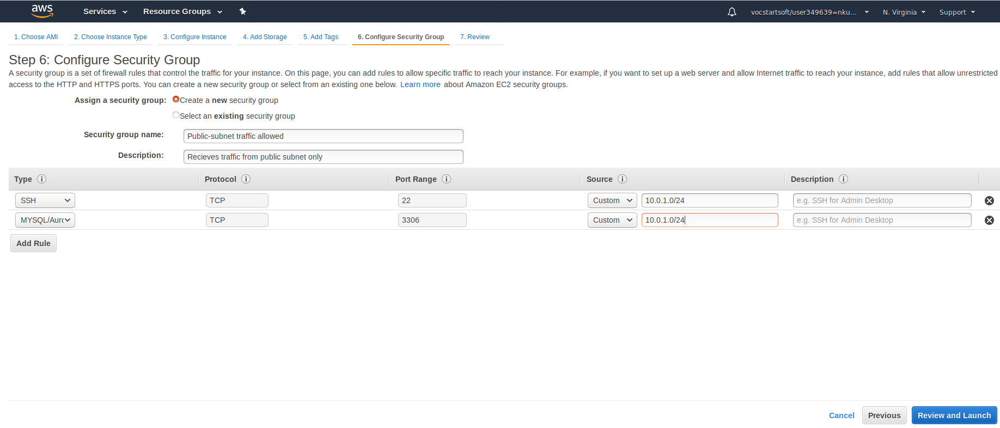 aws Services Resource Groups vocstartsoft/user349639=nku... N. Virginia Support
1. Choose AMI 2. Choose Instance Type 3. Configure Instance 4. Add Storage 5. Add Tags 6. Configure Security Group 7. Review
Step 6: Configure Security Group
A security group is a set of firewall rules that control the traffic for your instance. On this page, you can add rules to allow specific traffic to reach your instance. For example, if you want to set up a web server and allow Internet traffic to reach your instance, add rules that allow unrestricted
access to the HTTP and HTTPS ports. You can create a new security group or select from an existing one below. Learn more about Amazon EC2 security groups.
Assign a security group: Create a new security group
Select an existing security group
Security group name: Public-subnet traffic allowed
Description: Recieves traffic from public subnet only
Type i Protocol i Port Range i Source i Description i
SSH TCP 22 Custom 10.0.1.0/24 e.g. SSH for Admin Desktop
MYSQL/Aurc TCP 3306 Custom 10.0.1.0/24 e.g. SSH for Admin Desktop
Add Rule
Cancel Previous Review and Launch